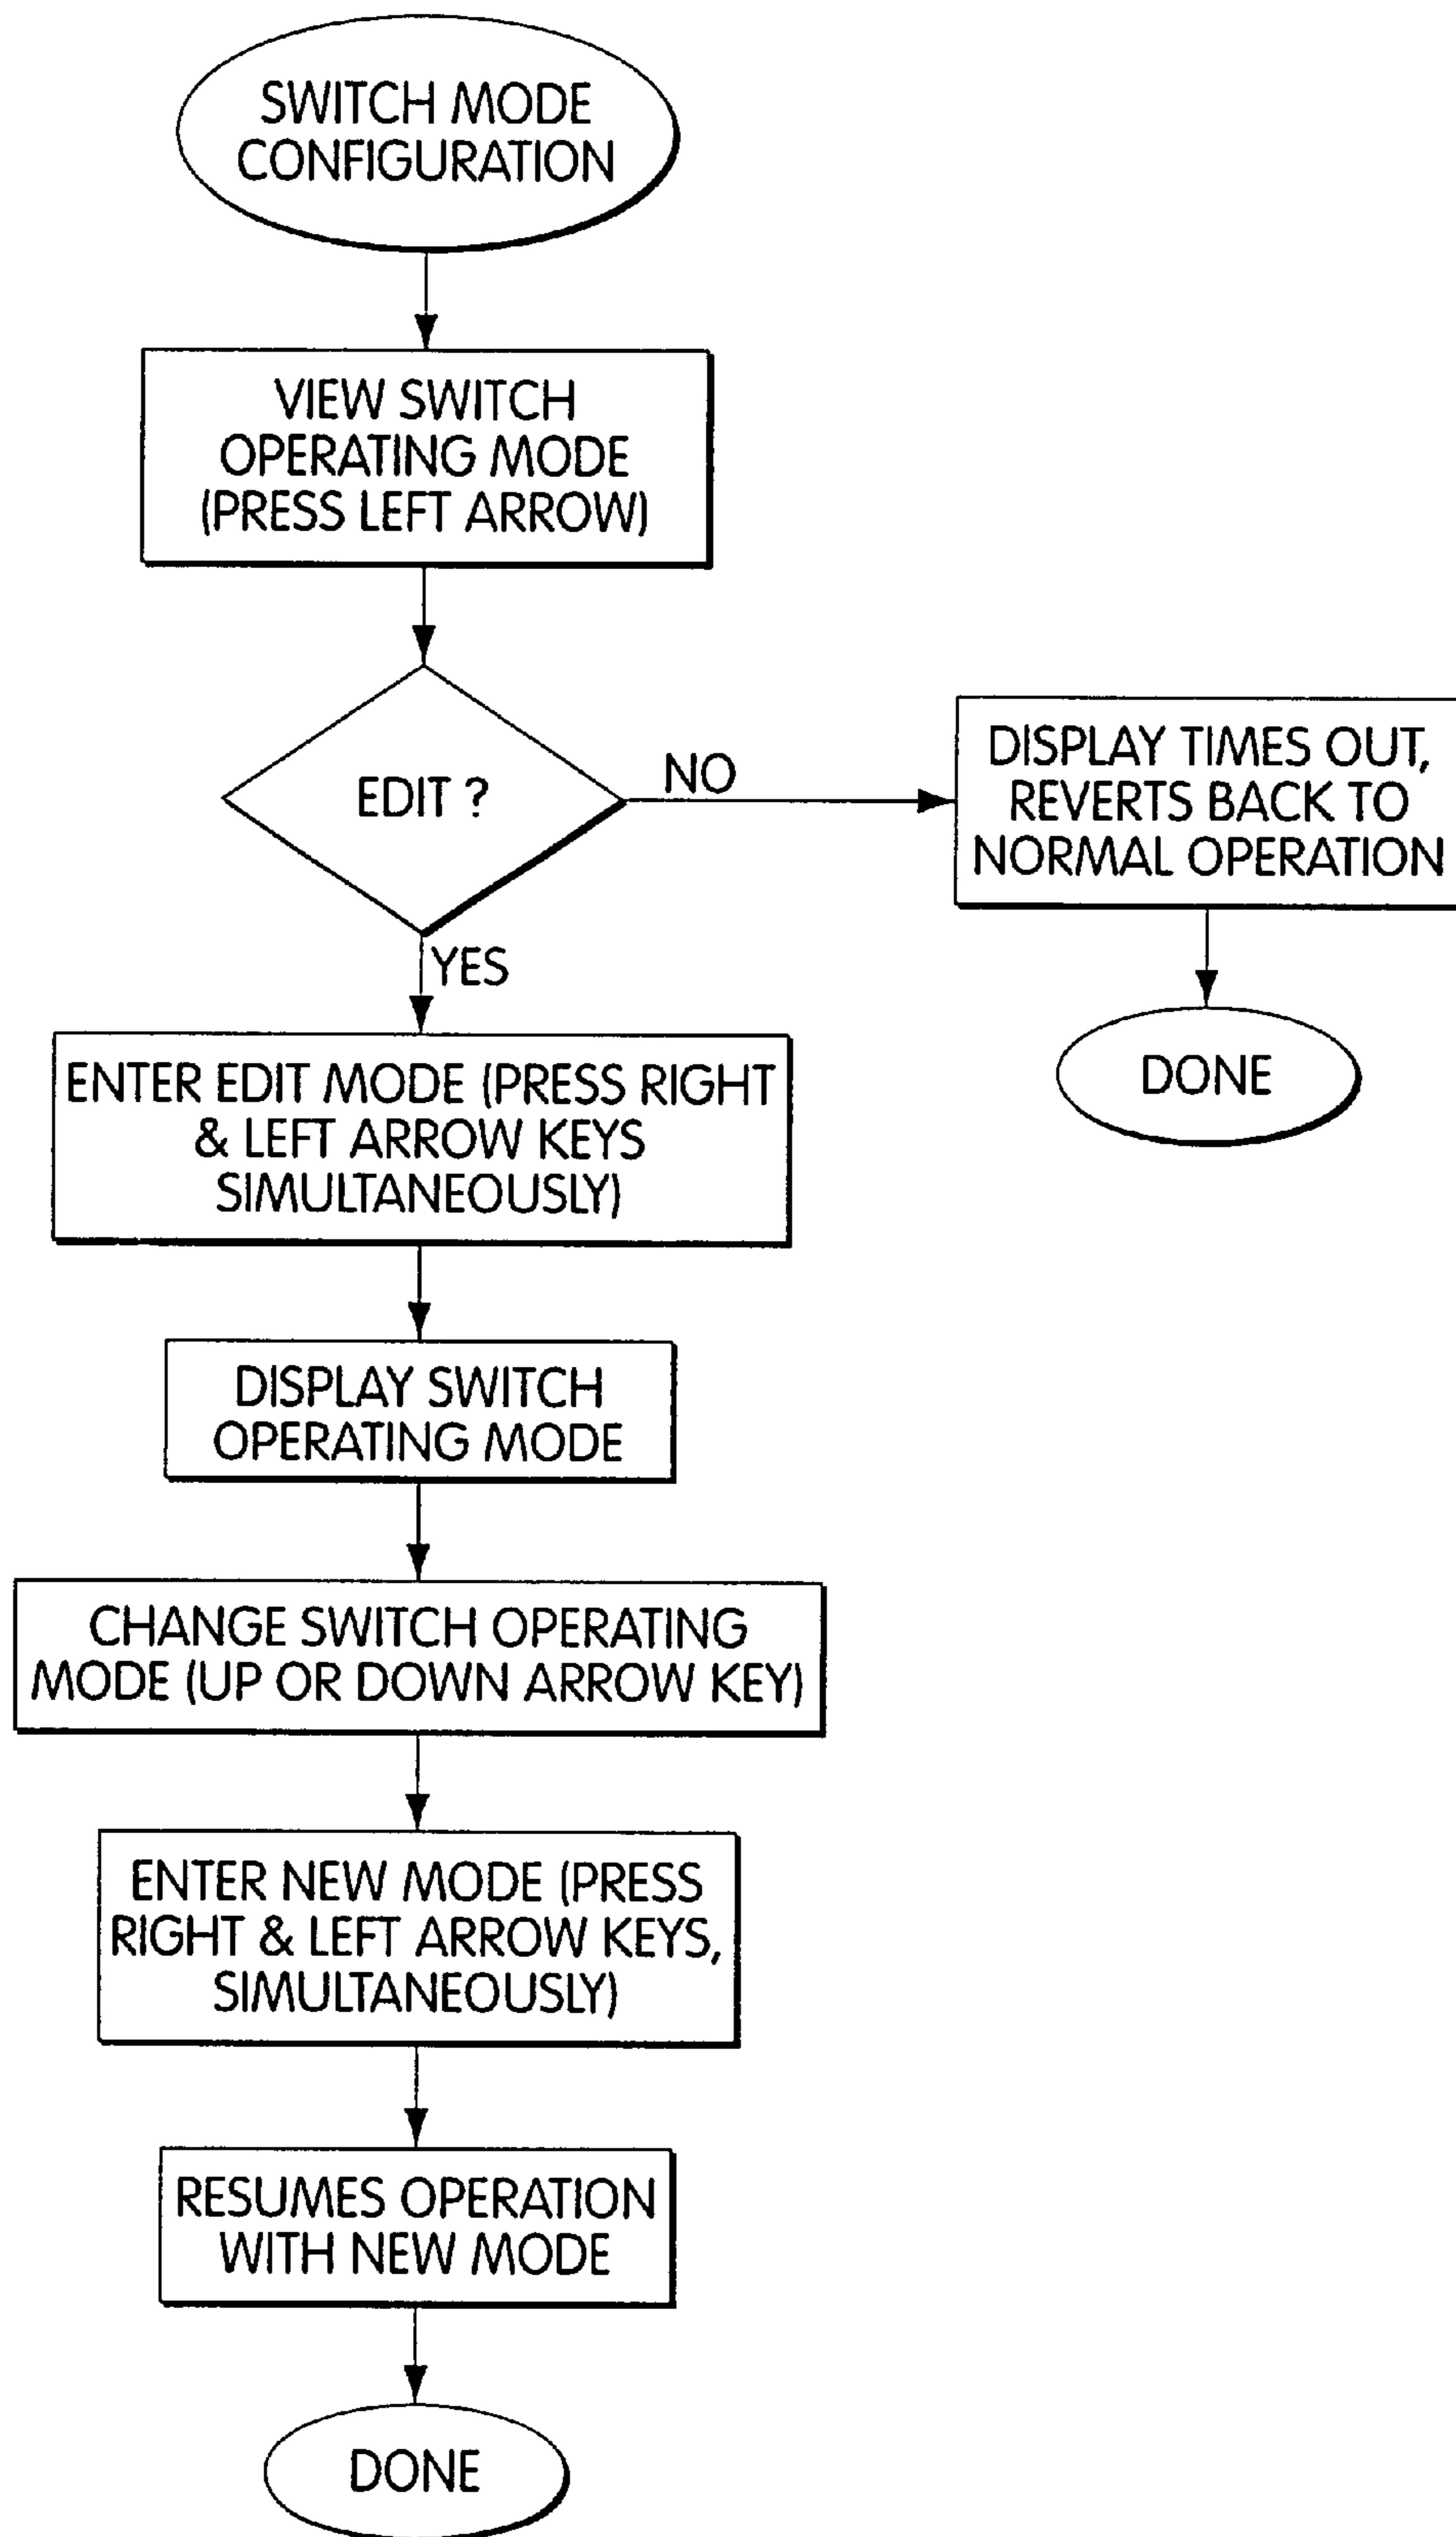 SWITCH MODE
CONFIGURATION
VIEW SWITCH
OPERATING MODE
(PRESS LEFT ARROW)
EDIT ?
NO
DISPLAY TIMES OUT,
REVERTS BACK TO
NORMAL OPERATION
DONE
YES
ENTER EDIT MODE (PRESS RIGHT
& LEFT ARROW KEYS
SIMULTANEOUSLY)
DISPLAY SWITCH
OPERATING MODE
CHANGE SWITCH OPERATING
MODE (UP OR DOWN ARROW KEY)
ENTER NEW MODE (PRESS
RIGHT & LEFT ARROW KEYS,
SIMULTANEOUSLY)
RESUMES OPERATION
WITH NEW MODE
DONE